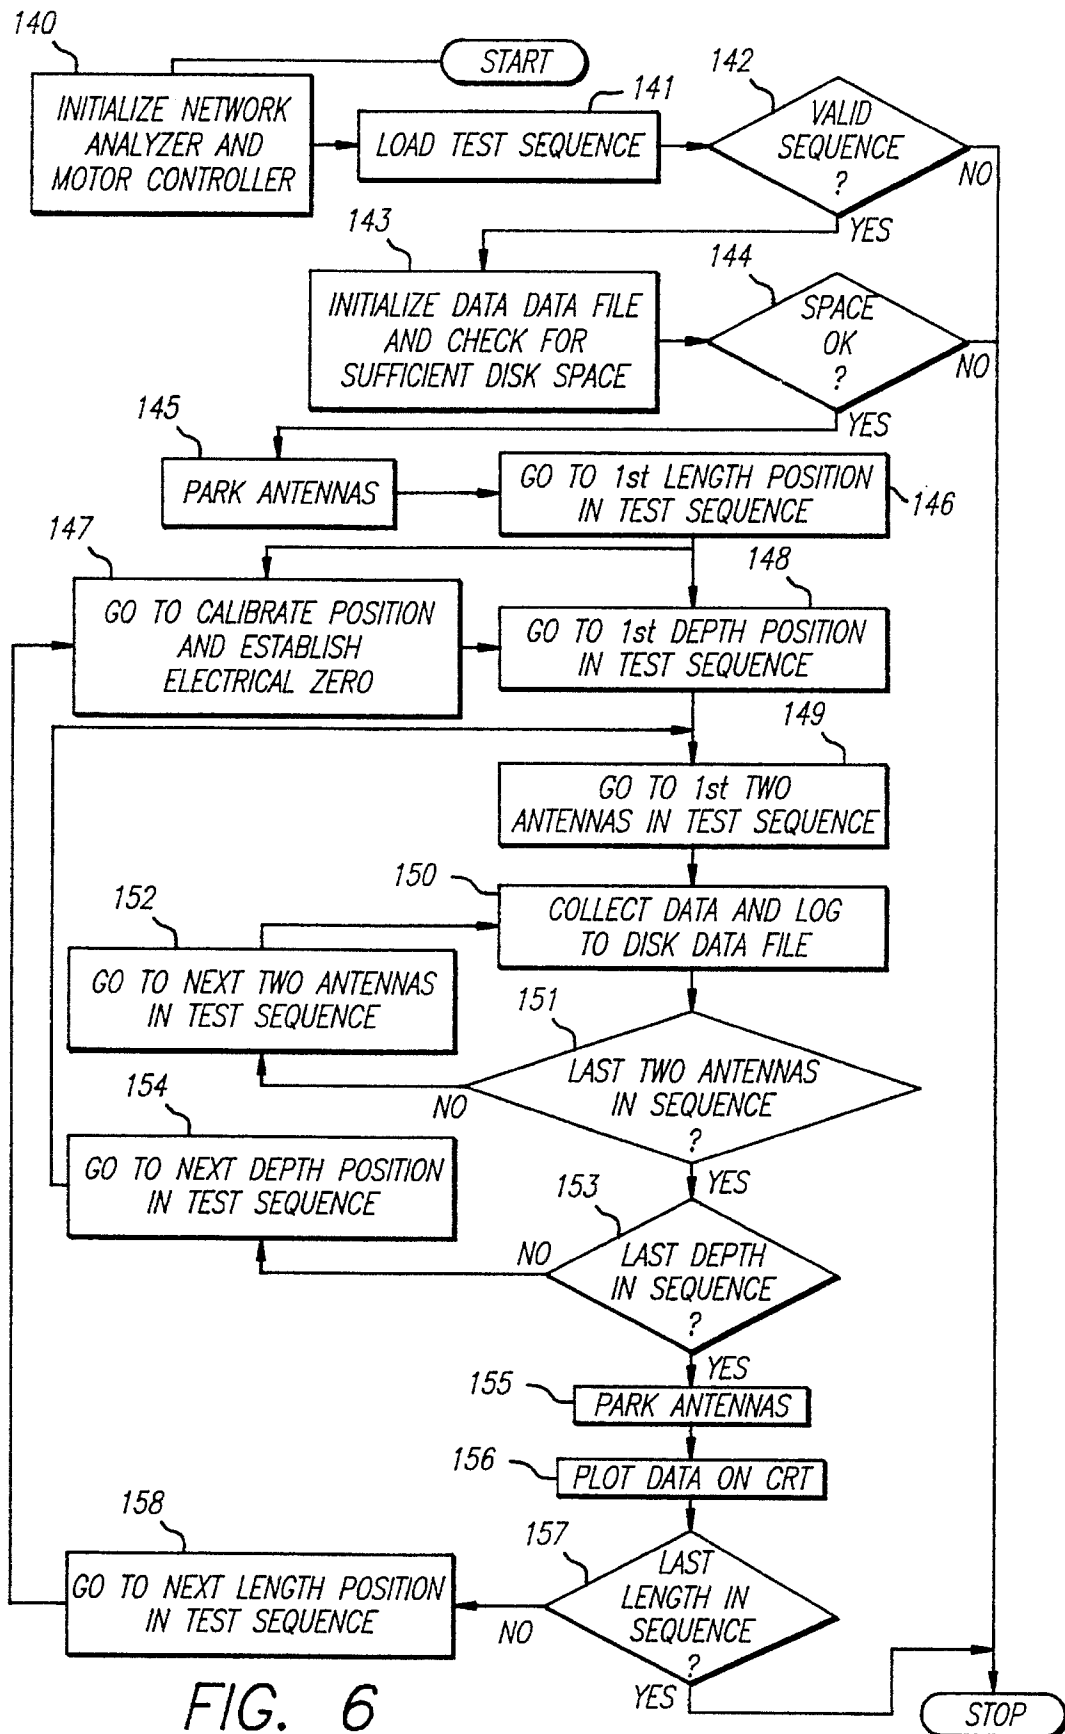 140
START
INITIALIZE NETWORK
ANALYZER AND
MOTOR CONTROLLER
141
LOAD TEST SEQUENCE
142
VALID
SEQUENCE
?
NO
YES
143
INITIALIZE DATA DATA FILE
AND CHECK FOR
SUFFICIENT DISK SPACE
144
SPACE
OK
?
NO
YES
145
PARK ANTENNAS
GO TO 1st LENGTH POSITION
IN TEST SEQUENCE
146
147
GO TO CALIBRATE POSITION
AND ESTABLISH
ELECTRICAL ZERO
148
GO TO 1st DEPTH POSITION
IN TEST SEQUENCE
149
GO TO 1st TWO
ANTENNAS IN TEST SEQUENCE
150
COLLECT DATA AND LOG
TO DISK DATA FILE
152
GO TO NEXT TWO ANTENNAS
IN TEST SEQUENCE
151
LAST TWO ANTENNAS
IN SEQUENCE
?
NO
YES
154
GO TO NEXT DEPTH POSITION
IN TEST SEQUENCE
153
LAST DEPTH
IN SEQUENCE
?
NO
YES
155
PARK ANTENNAS
156
PLOT DATA ON CRT
158
GO TO NEXT LENGTH POSITION
IN TEST SEQUENCE
157
LAST
LENGTH IN
SEQUENCE
?
NO
YES
STOP
FIG. 6